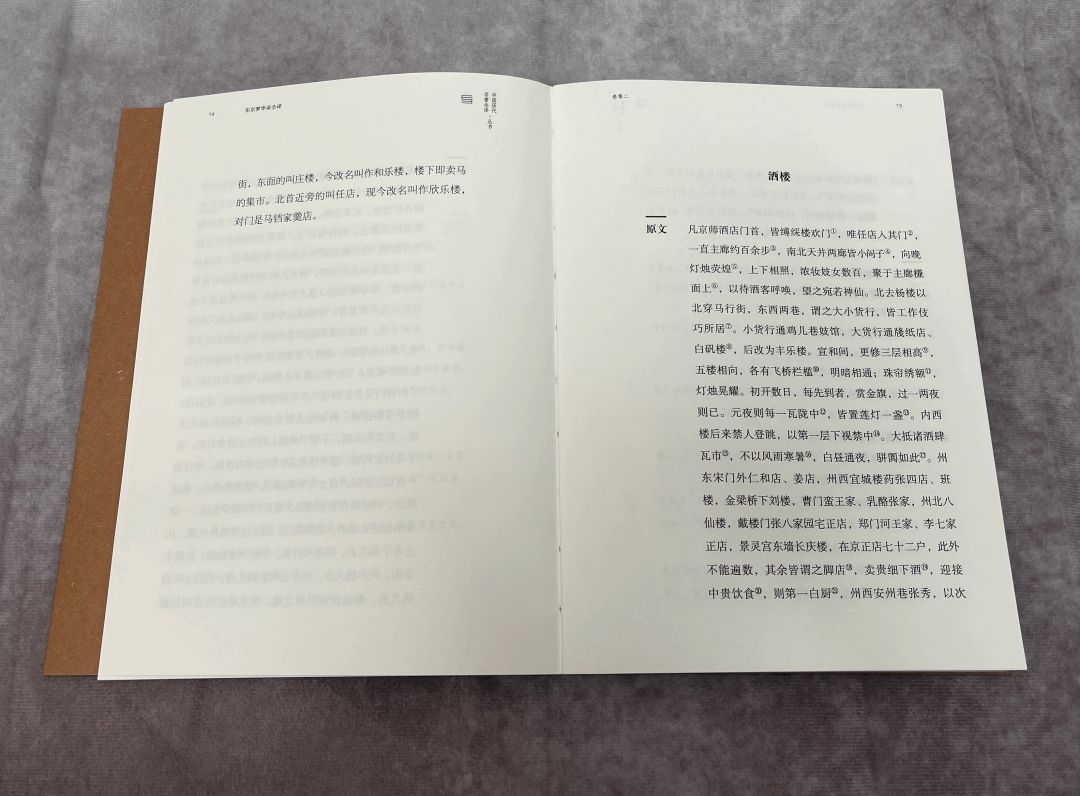 78
东京梦华录全译
中国历代
名著全译
丛书
街，东面的叫庄楼，今改名叫作和乐楼，楼下即卖马
的集市。北首近旁的叫任店，现今改名叫作欣乐楼，
对门是马铛家羹店。
卷第二
79
酒楼
原文
凡京师酒店门首，皆缚彩楼欢门①，唯任店入其门②，
一直主廊约百余步③，南北天井两廊皆小閤子④，向晚
灯烛荧煌⑤，上下相照，浓妆妓女数百，聚于主廊槏
面上⑥，以待酒客呼唤，望之宛若神仙。北去杨楼以
北穿马行街，东西两巷，谓之大小货行，皆工作伎
巧所居⑦。小货行通鸡儿巷妓馆，大货行通牋纸店、
白矾楼⑧，后改为丰乐楼。宣和间，更修三层相高⑨，
五楼相向，各有飞桥栏槛⑩，明暗相通；珠帘绣额⑪，
灯烛晃耀。初开数日，每先到者，赏金旗，过一两夜
则已。元夜则每一瓦陇中⑫，皆置莲灯一盏⑬。内西
楼后来禁人登眺，以第一层下视禁中⑭。大抵诸酒肆
瓦市⑮，不以风雨寒暑⑯，白昼通夜，骈阗如此⑰。州
东宋门外仁和店、姜店，州西宜城楼药张四店、班
楼，金梁桥下刘楼，曹门蛮王家、乳酪张家，州北八
仙楼，戴楼门张八家园宅正店，郑门河王家、李七家
正店，景灵宫东墙长庆楼，在京正店七十二户，此外
不能遍数，其余皆谓之脚店⑱，卖贵细下酒⑲，迎接
中贵饮食⑳，则第一白厨㉑，州西安州巷张秀，以次